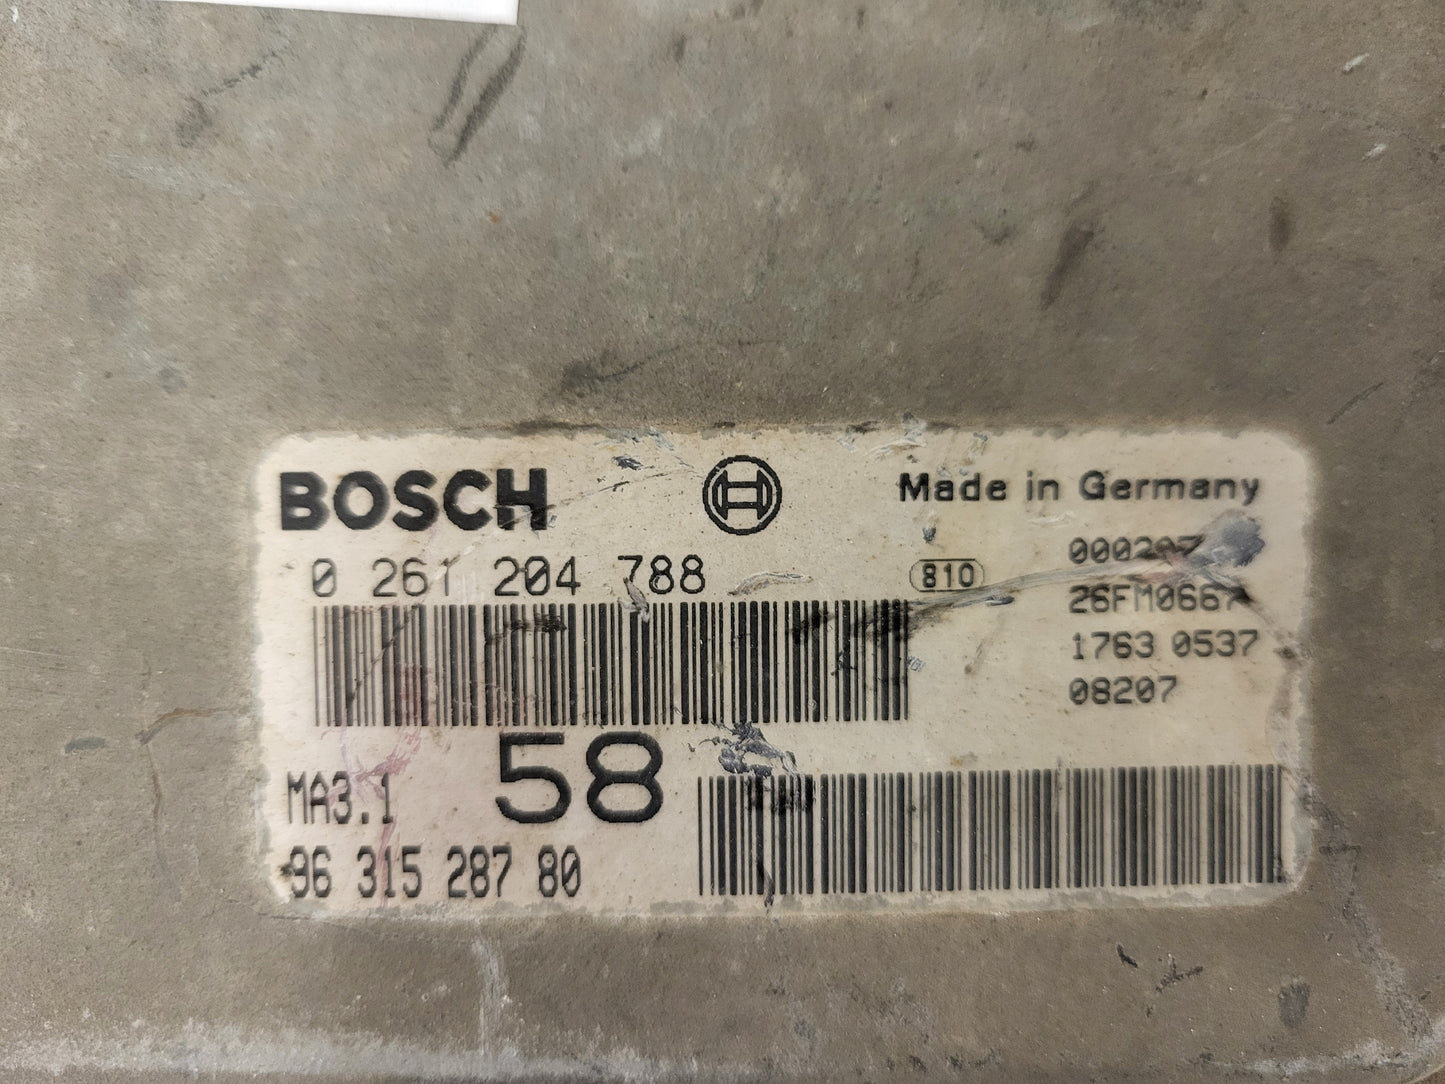 BOSCH
Made in Germany
0 261 204 788
810
26FM0667
1763 0537
08207
58
MA3.1
96 315 287 80